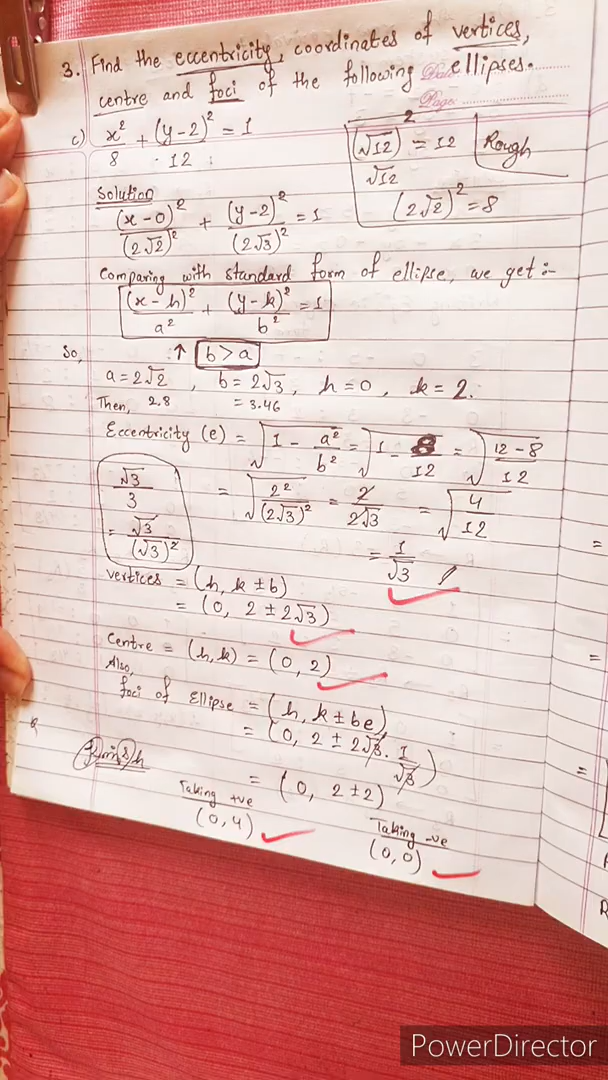 3. Find the eccentricity, coordinates of vertices,
centre and foci of the following ellipses.
Date
Page:
c) x²/8 + (y-2)²/12 = 1
(√12)² = 12
√12
Rough
(2√2)² = 8
Solution
(x-0)²/(2√2)² + (y-2)²/(2√3)² = 1
Comparing with standard form of ellipse, we get :-
(x-h)²/a² + (y-k)²/b² = 1
↑ b > a
So,
a = 2√2 , b = 2√3 , h = 0 , k = 2.
Then, 2.8 = 3.46
Eccentricity (e) = √(1 - a²/b²) = √(1 - 8/12) = √((12-8)/12)
= √(2²/(2√3)²) = 2/2√3 = √(4/12)
= 1/√3
√3/3
= √3/(√3)²
vertices = (h, k ± b)
= (0, 2 ± 2√3)
Centre = (h, k) = (0, 2)
Also,
foci of Ellipse = (h, k ± be)
= (0, 2 ± 2√3 · 1/√3)
= (0, 2 ± 2)
Taking +ve
(0, 4)
Taking -ve
(0, 0)
PowerDirector